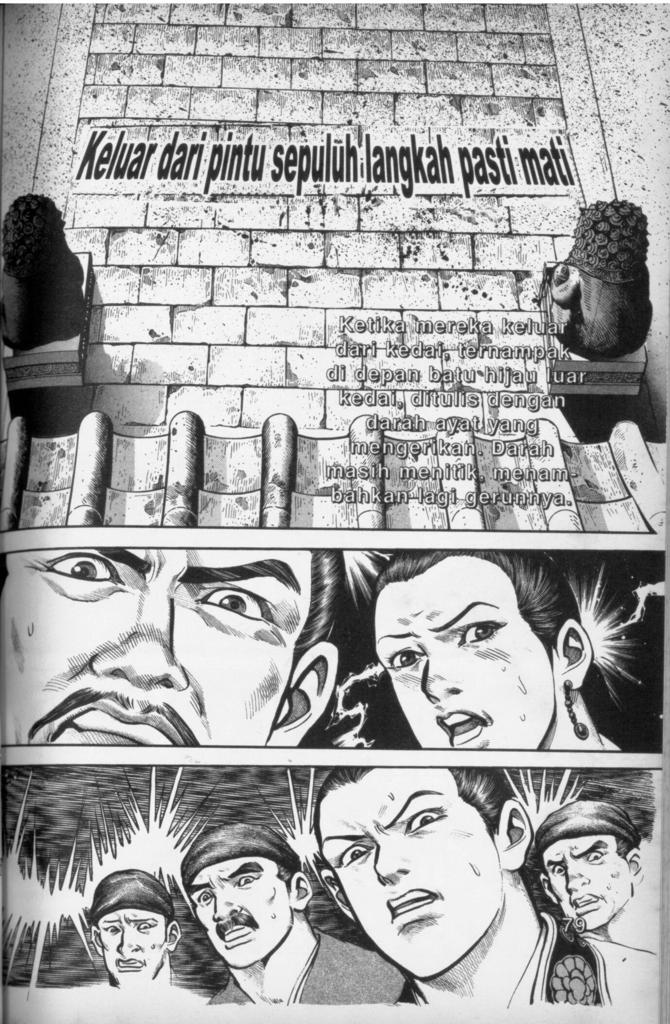 Keluar dari pintu sepuluh langkah pasti mati
Ketika mereka keluar
dari kedai, ternampak
di depan batu hijau luar
kedai, ditulis dengan
darah ayat yang
mengerikan. Darah
masih menitik, menam-
bahkan lagi gerunnya.
79